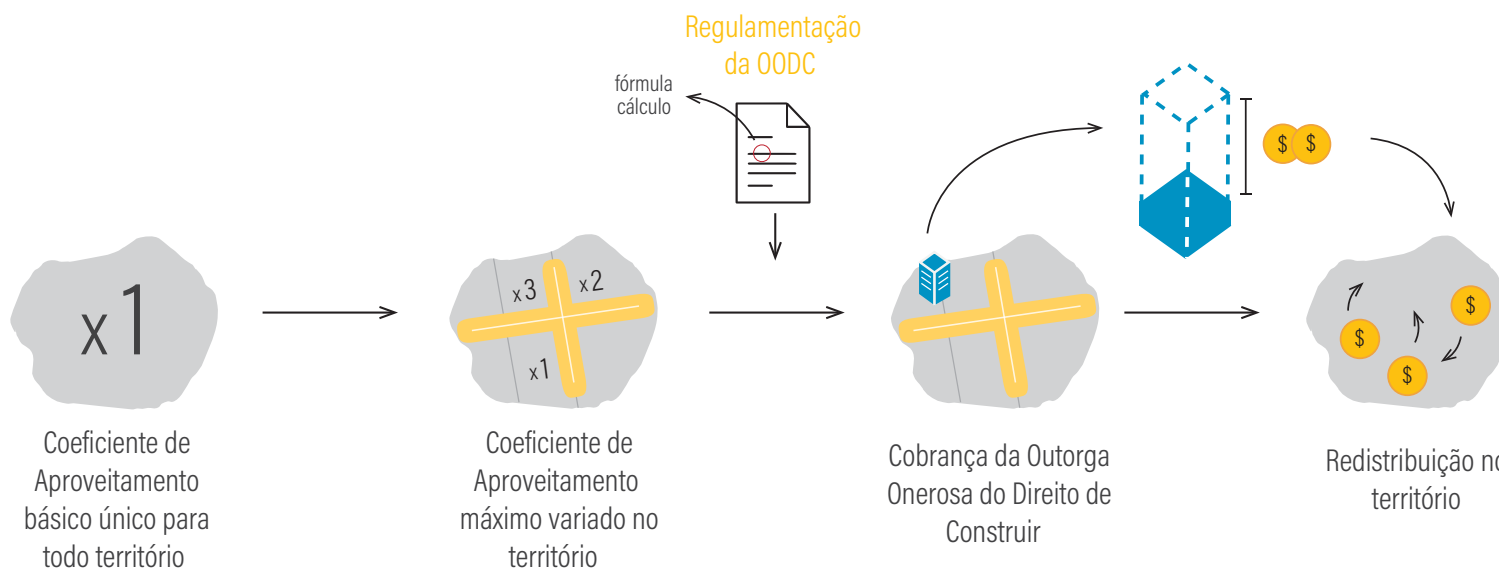 Regulamentação
da OODC
fórmula
cálculo
$ $
x1
x3
x2
x1
$
$
$
Coeficiente de
Aproveitamento
básico único para
todo território
Coeficiente de
Aproveitamento
máximo variado no
território
Cobrança da Outorga
Onerosa do Direito de
Construir
Redistribuição no
território